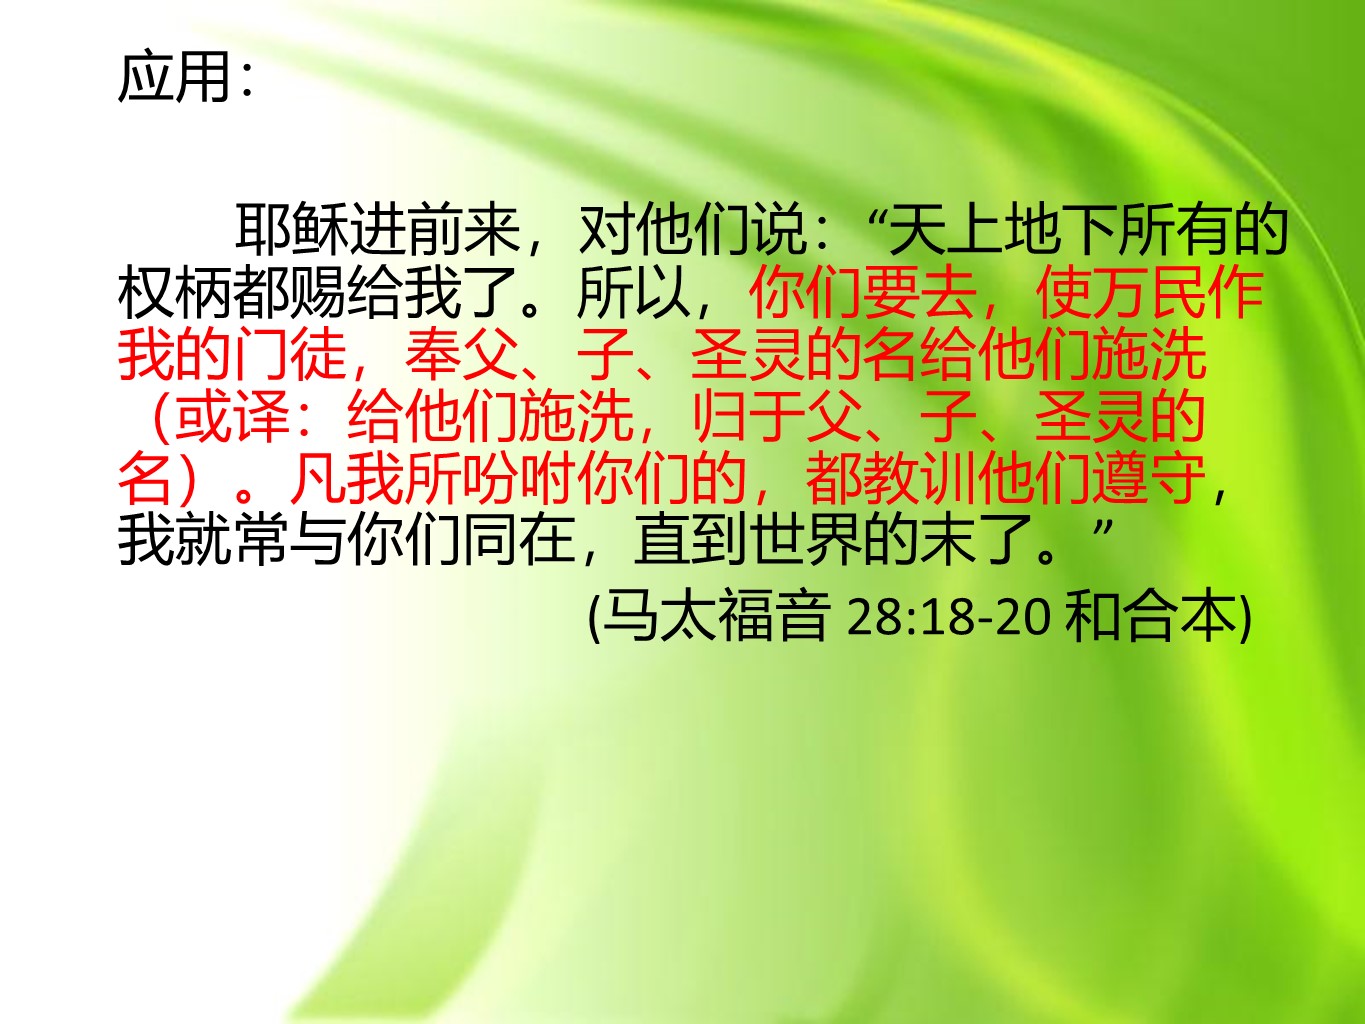 应用：
耶稣进前来，对他们说：“天上地下所有的
权柄都赐给我了。所以，你们要去，使万民作
我的门徒，奉父、子、圣灵的名给他们施洗
（或译：给他们施洗，归于父、子、圣灵的
名）。凡我所吩咐你们的，都教训他们遵守，
我就常与你们同在，直到世界的末了。”
(马太福音 28:18-20 和合本)